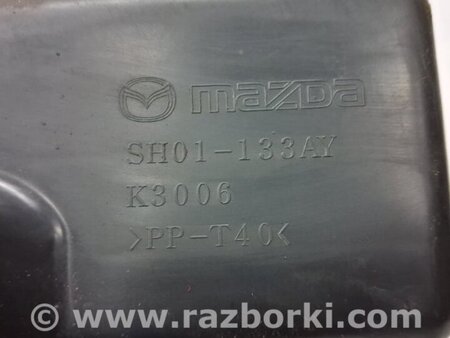 mazda
SH01-133AY
K3006
>PP-T40<
© www.razborki.com